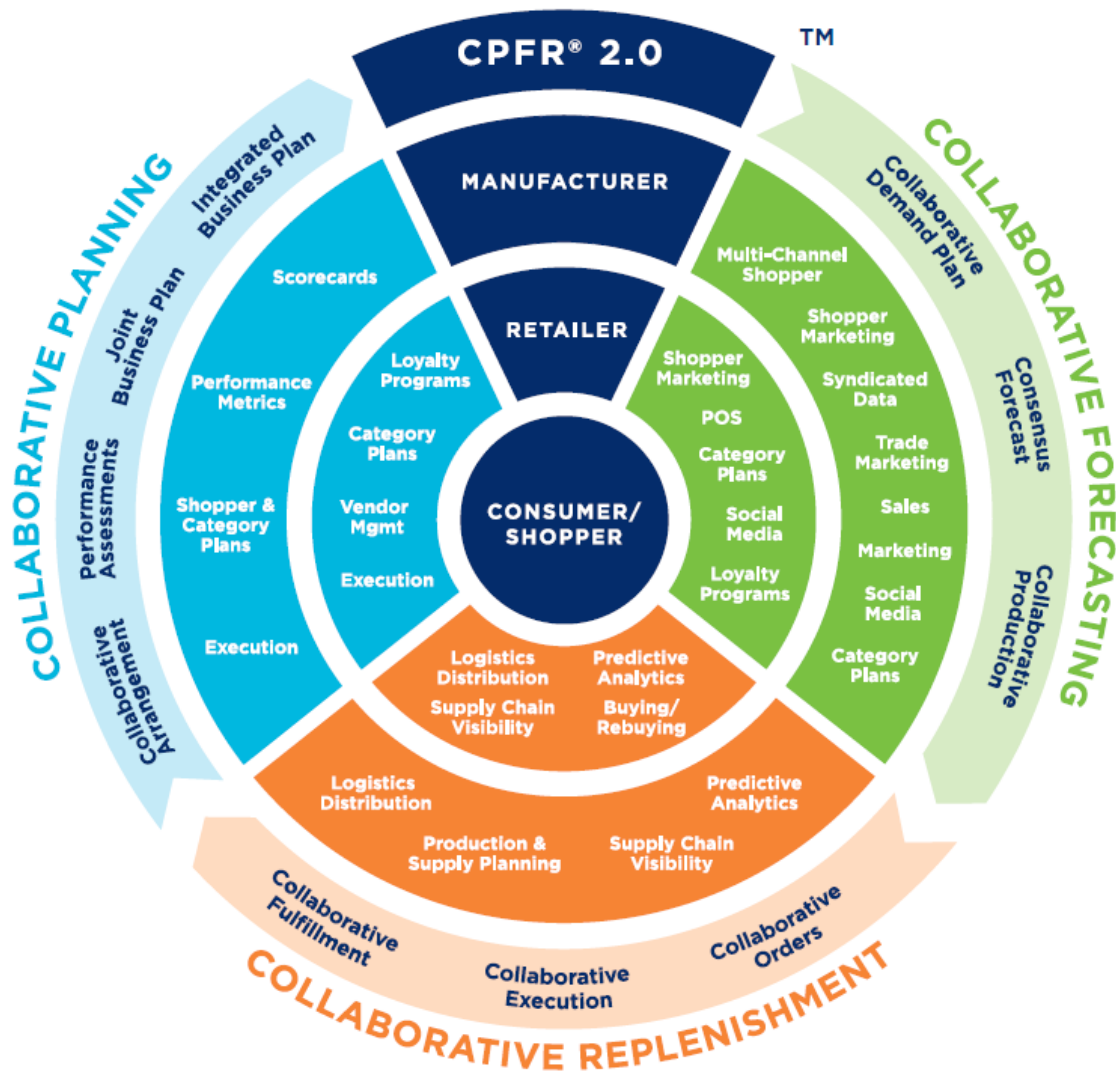 CPFR® 2.0
TM
MANUFACTURER
RETAILER
CONSUMER/
SHOPPER
COLLABORATIVE PLANNING
Integrated
Business Plan
Joint
Business Plan
Performance
Assessments
Collaborative
Arrangement
Scorecards
Performance
Metrics
Shopper &
Category
Plans
Execution
Loyalty
Programs
Category
Plans
Vendor
Mgmt
Execution
COLLABORATIVE FORECASTING
Collaborative
Demand Plan
Consensus
Forecast
Collaborative
Production
Multi-Channel
Shopper
Shopper
Marketing
Syndicated
Data
Trade
Marketing
Sales
Marketing
Social
Media
Category
Plans
Shopper
Marketing
POS
Category
Plans
Social
Media
Loyalty
Programs
Logistics
Distribution
Predictive
Analytics
Supply Chain
Visibility
Buying/
Rebuying
Logistics
Distribution
Predictive
Analytics
Production &
Supply Planning
Supply Chain
Visibility
Collaborative
Fulfillment
Collaborative
Execution
Collaborative
Orders
COLLABORATIVE REPLENISHMENT